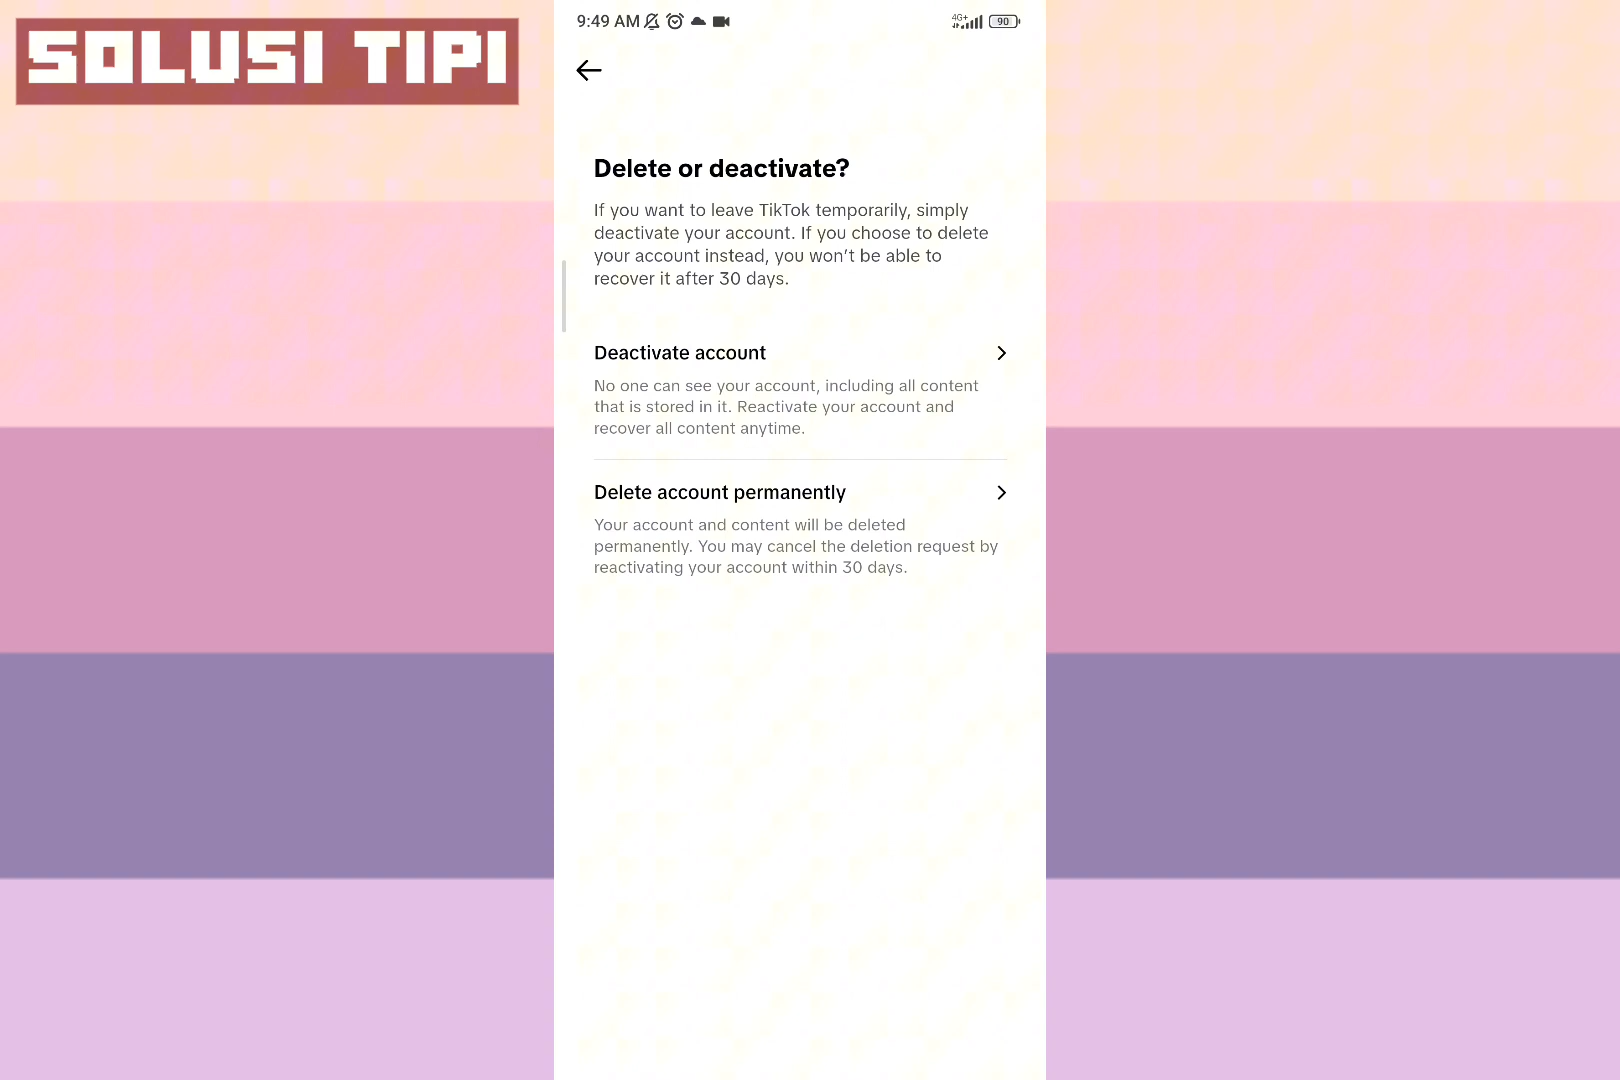 SOLUSI TIPI
9:49 AM
4G+
90
Delete or deactivate?
If you want to leave TikTok temporarily, simply
deactivate your account. If you choose to delete
your account instead, you won’t be able to
recover it after 30 days.
Deactivate account
No one can see your account, including all content
that is stored in it. Reactivate your account and
recover all content anytime.
Delete account permanently
Your account and content will be deleted
permanently. You may cancel the deletion request by
reactivating your account within 30 days.